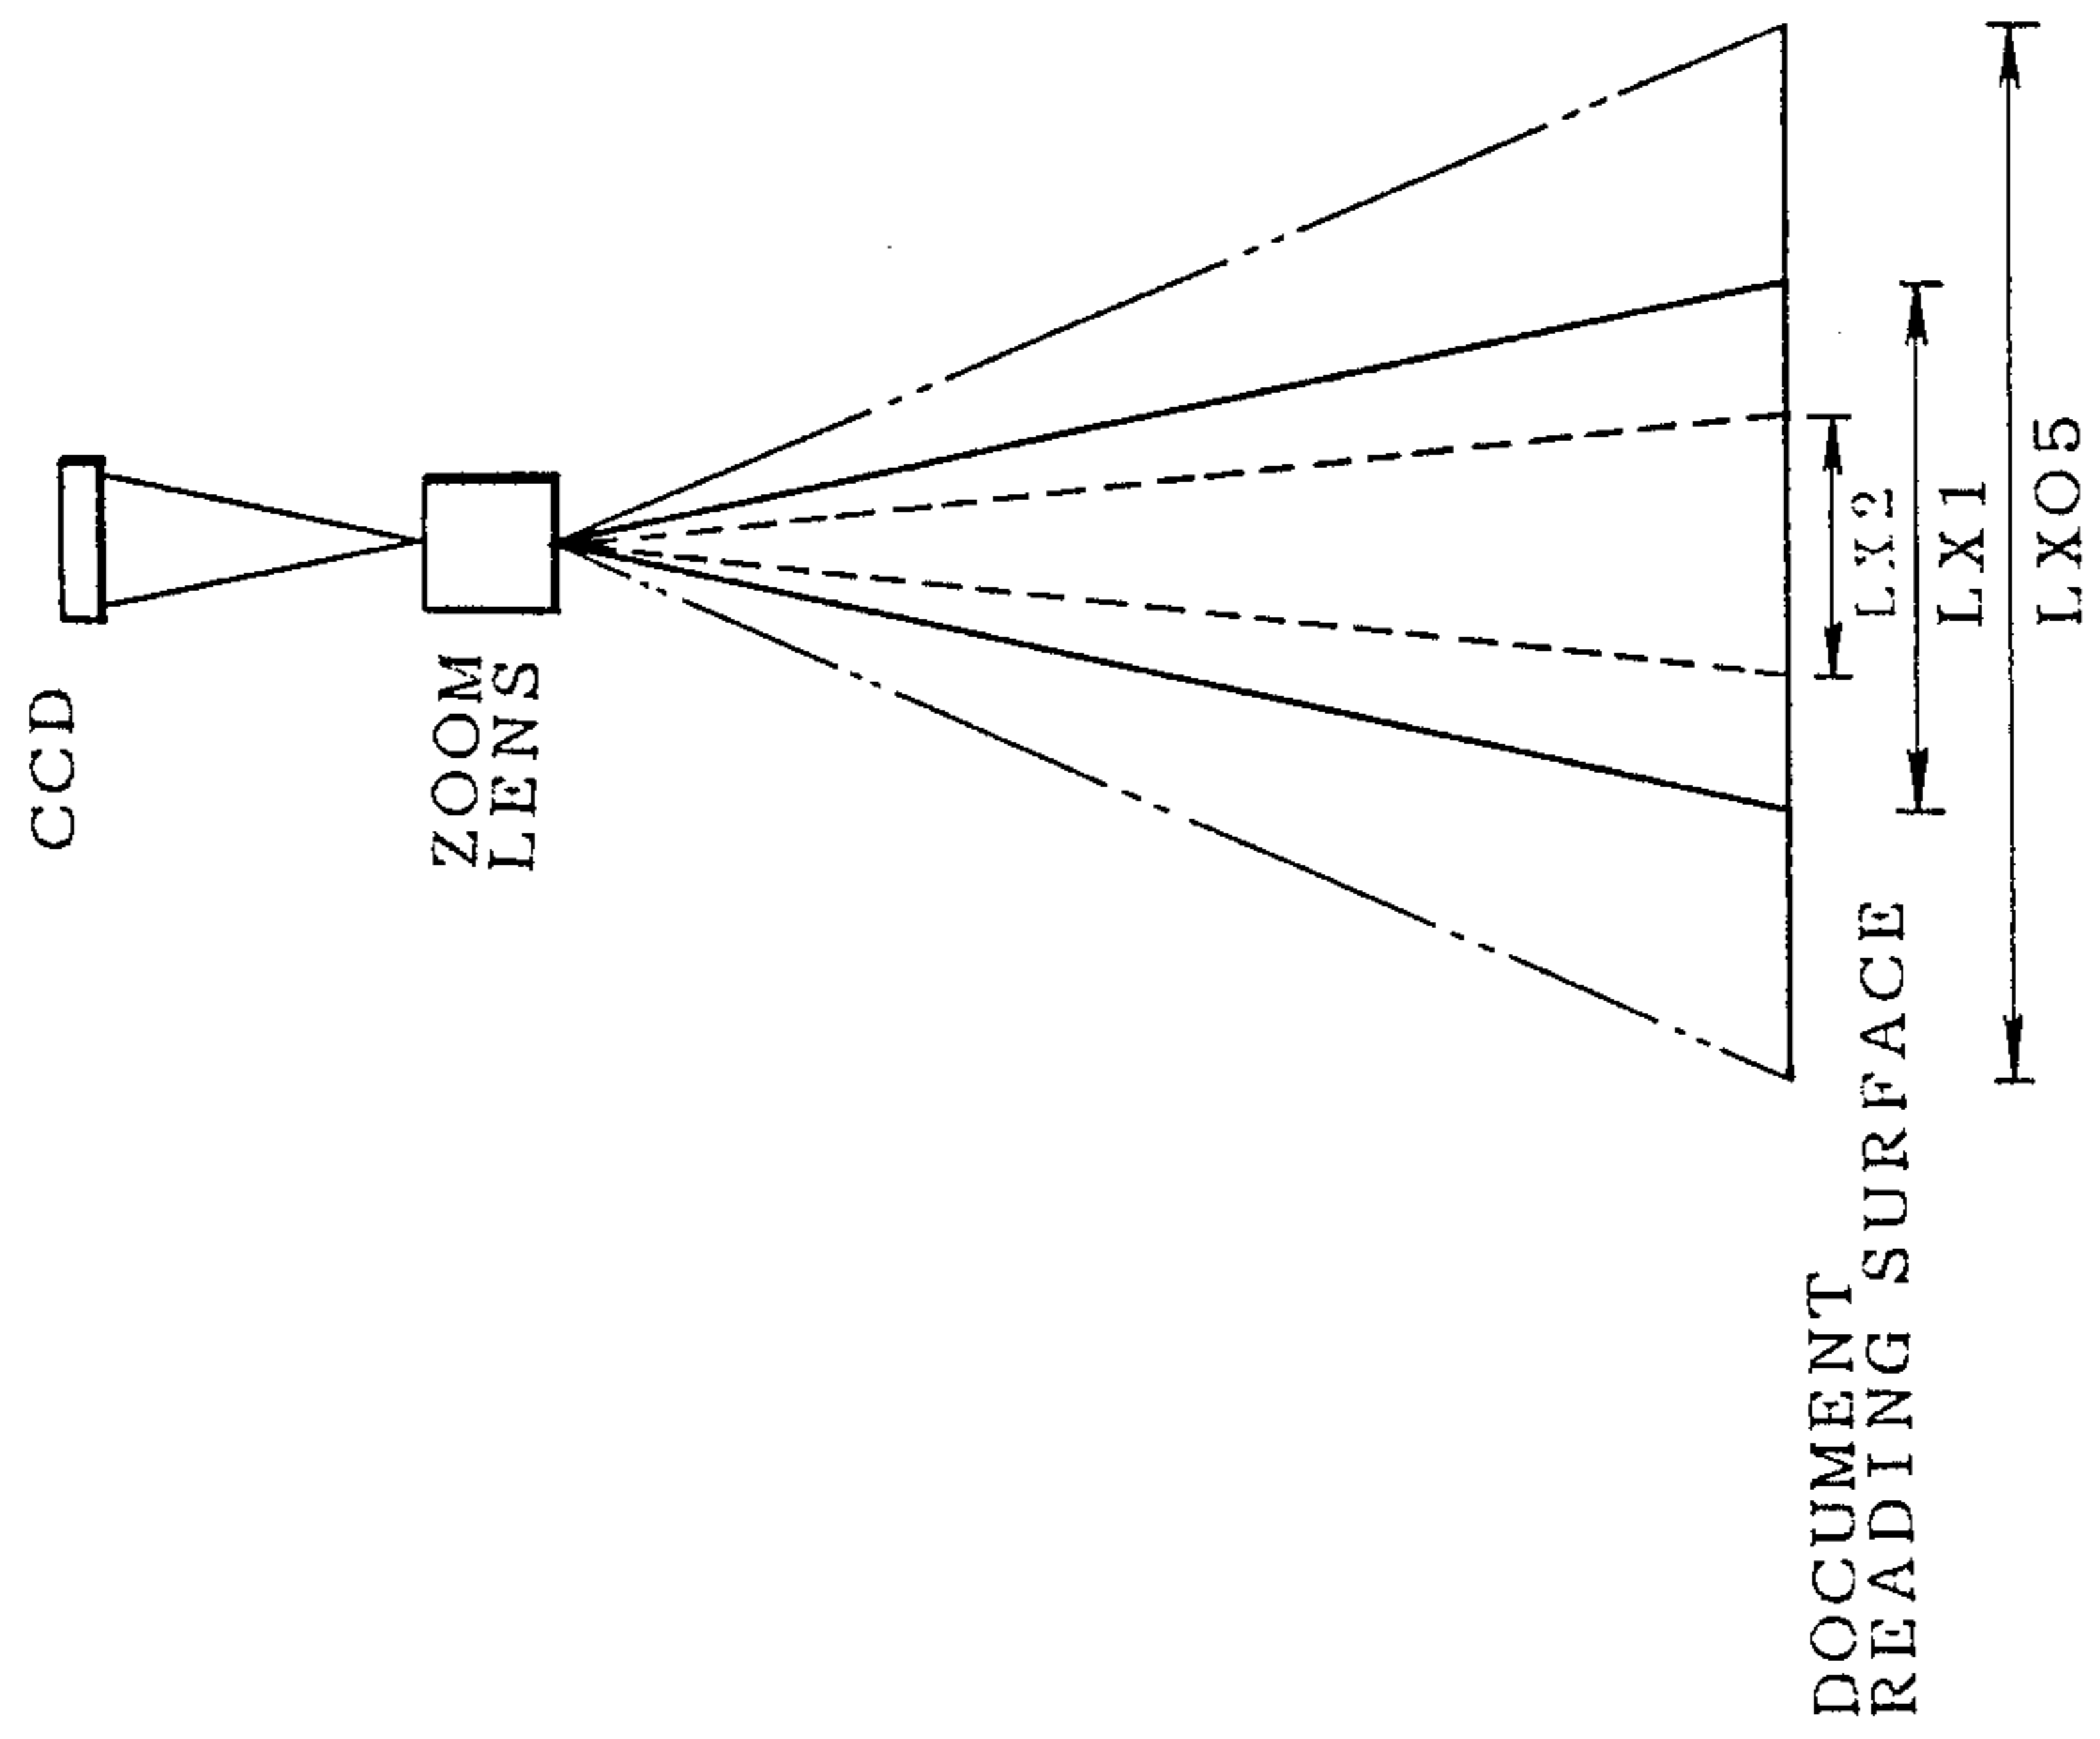 CCD
ZOOM
LENS
DOCUMENT
READING SURFACE
LX2
LX1
LX05